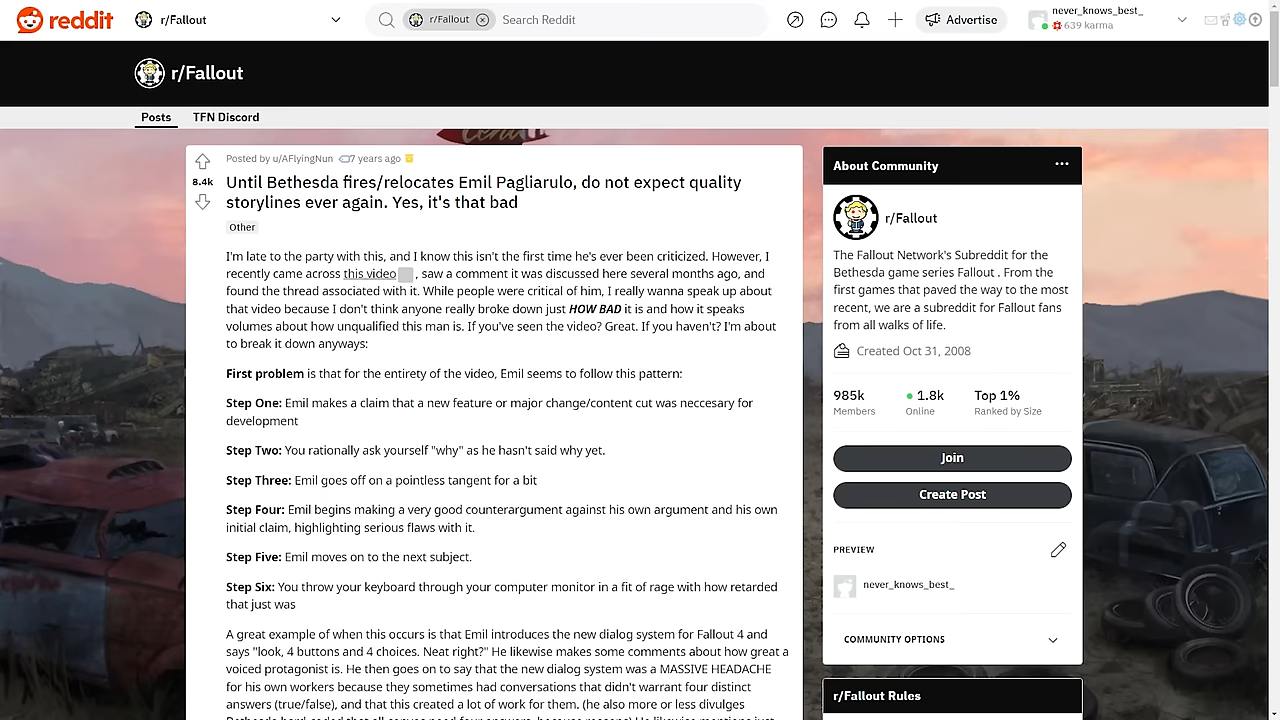 reddit
r/Fallout
r/Fallout
Search Reddit
Advertise
never_knows_best_
639 karma
r/Fallout
Posts
TFN Discord
Posted by u/AFlyingNun 7 years ago
8.4k
Until Bethesda fires/relocates Emil Pagliarulo, do not expect quality
storylines ever again. Yes, it's that bad
Other
I'm late to the party with this, and I know this isn't the first time he's ever been criticized. However, I
recently came across this video , saw a comment it was discussed here several months ago, and
found the thread associated with it. While people were critical of him, I really wanna speak up about
that video because I don't think anyone really broke down just HOW BAD it is and how it speaks
volumes about how unqualified this man is. If you've seen the video? Great. If you haven't? I'm about
to break it down anyways:
First problem is that for the entirety of the video, Emil seems to follow this pattern:
Step One: Emil makes a claim that a new feature or major change/content cut was neccesary for
development
Step Two: You rationally ask yourself "why" as he hasn't said why yet.
Step Three: Emil goes off on a pointless tangent for a bit
Step Four: Emil begins making a very good counterargument against his own argument and his own
initial claim, highlighting serious flaws with it.
Step Five: Emil moves on to the next subject.
Step Six: You throw your keyboard through your computer monitor in a fit of rage with how retarded
that just was
A great example of when this occurs is that Emil introduces the new dialog system for Fallout 4 and
says "look, 4 buttons and 4 choices. Neat right?" He likewise makes some comments about how great a
voiced protagonist is. He then goes on to say that the new dialog system was a MASSIVE HEADACHE
for his own workers because they sometimes had conversations that didn't warrant four distinct
answers (true/false), and that this created a lot of work for them. (he also more or less divulges
About Community
r/Fallout
The Fallout Network's Subreddit for the
Bethesda game series Fallout . From the
first games that paved the way to the most
recent, we are a subreddit for Fallout fans
from all walks of life.
Created Oct 31, 2008
985k 1.8k Top 1%
Members Online Ranked by Size
Join
Create Post
PREVIEW
never_knows_best_
COMMUNITY OPTIONS
r/Fallout Rules